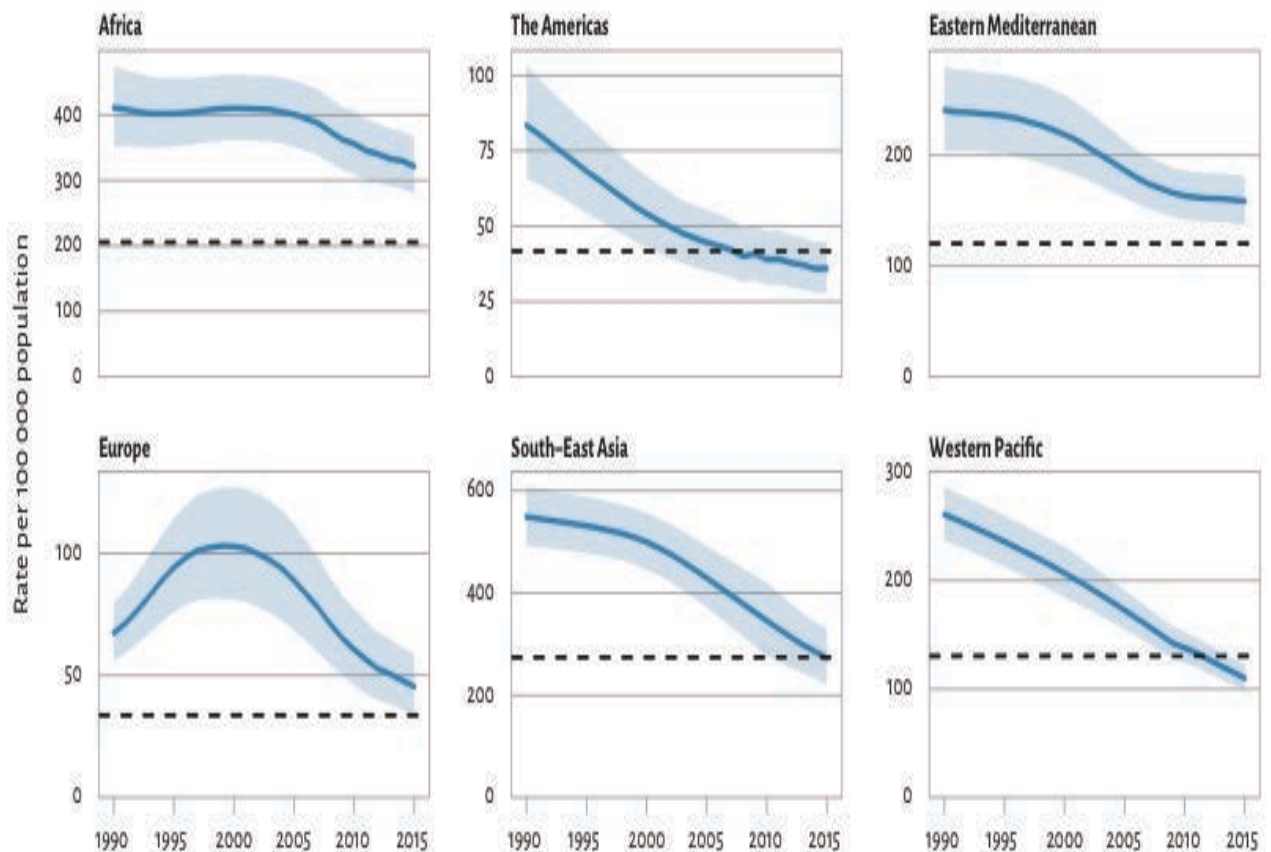 Africa
The Americas
Eastern Mediterranean
400
300
200
100
0
100
75
50
25
0
200
100
0
Rate per 100 000 population
Europe
South–East Asia
Western Pacific
100
50
0
600
400
200
0
300
200
100
0
1990 1995 2000 2005 2010 2015
1990 1995 2000 2005 2010 2015
1990 1995 2000 2005 2010 2015